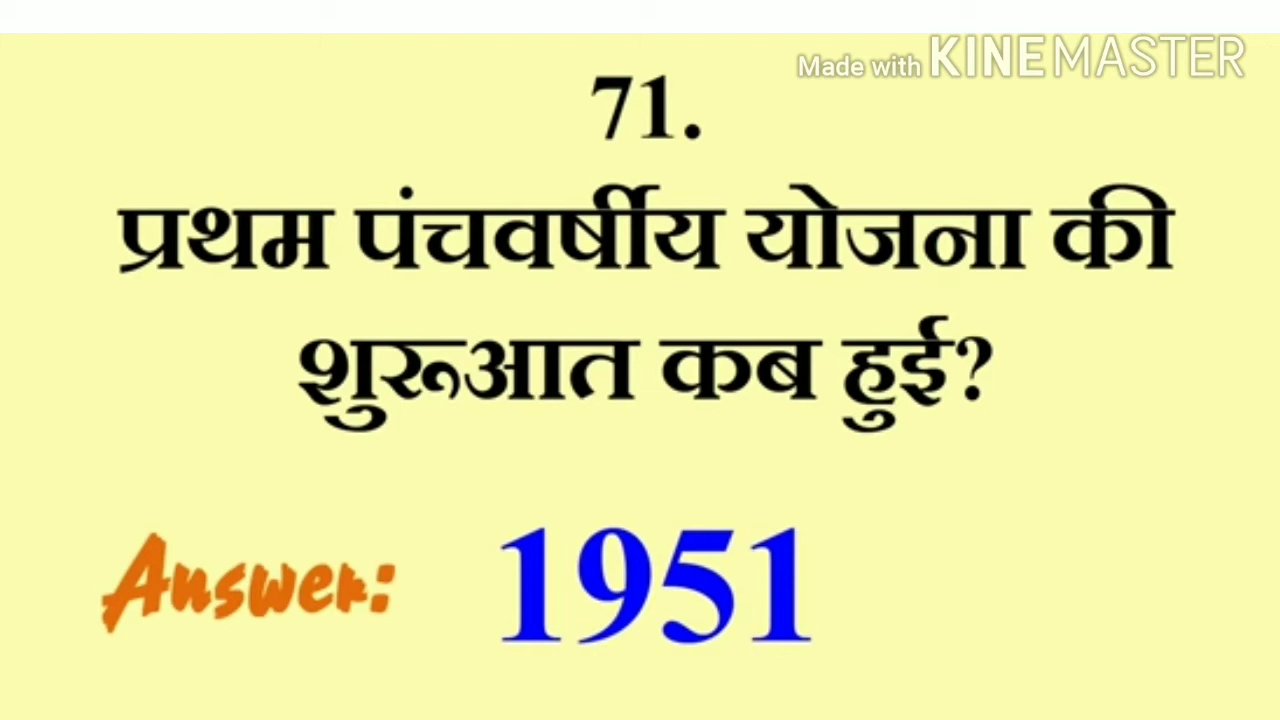 Made with KINEMASTER
71.
प्रथम पंचवर्षीय योजना की
शुरूआत कब हुई?
Answer: 1951